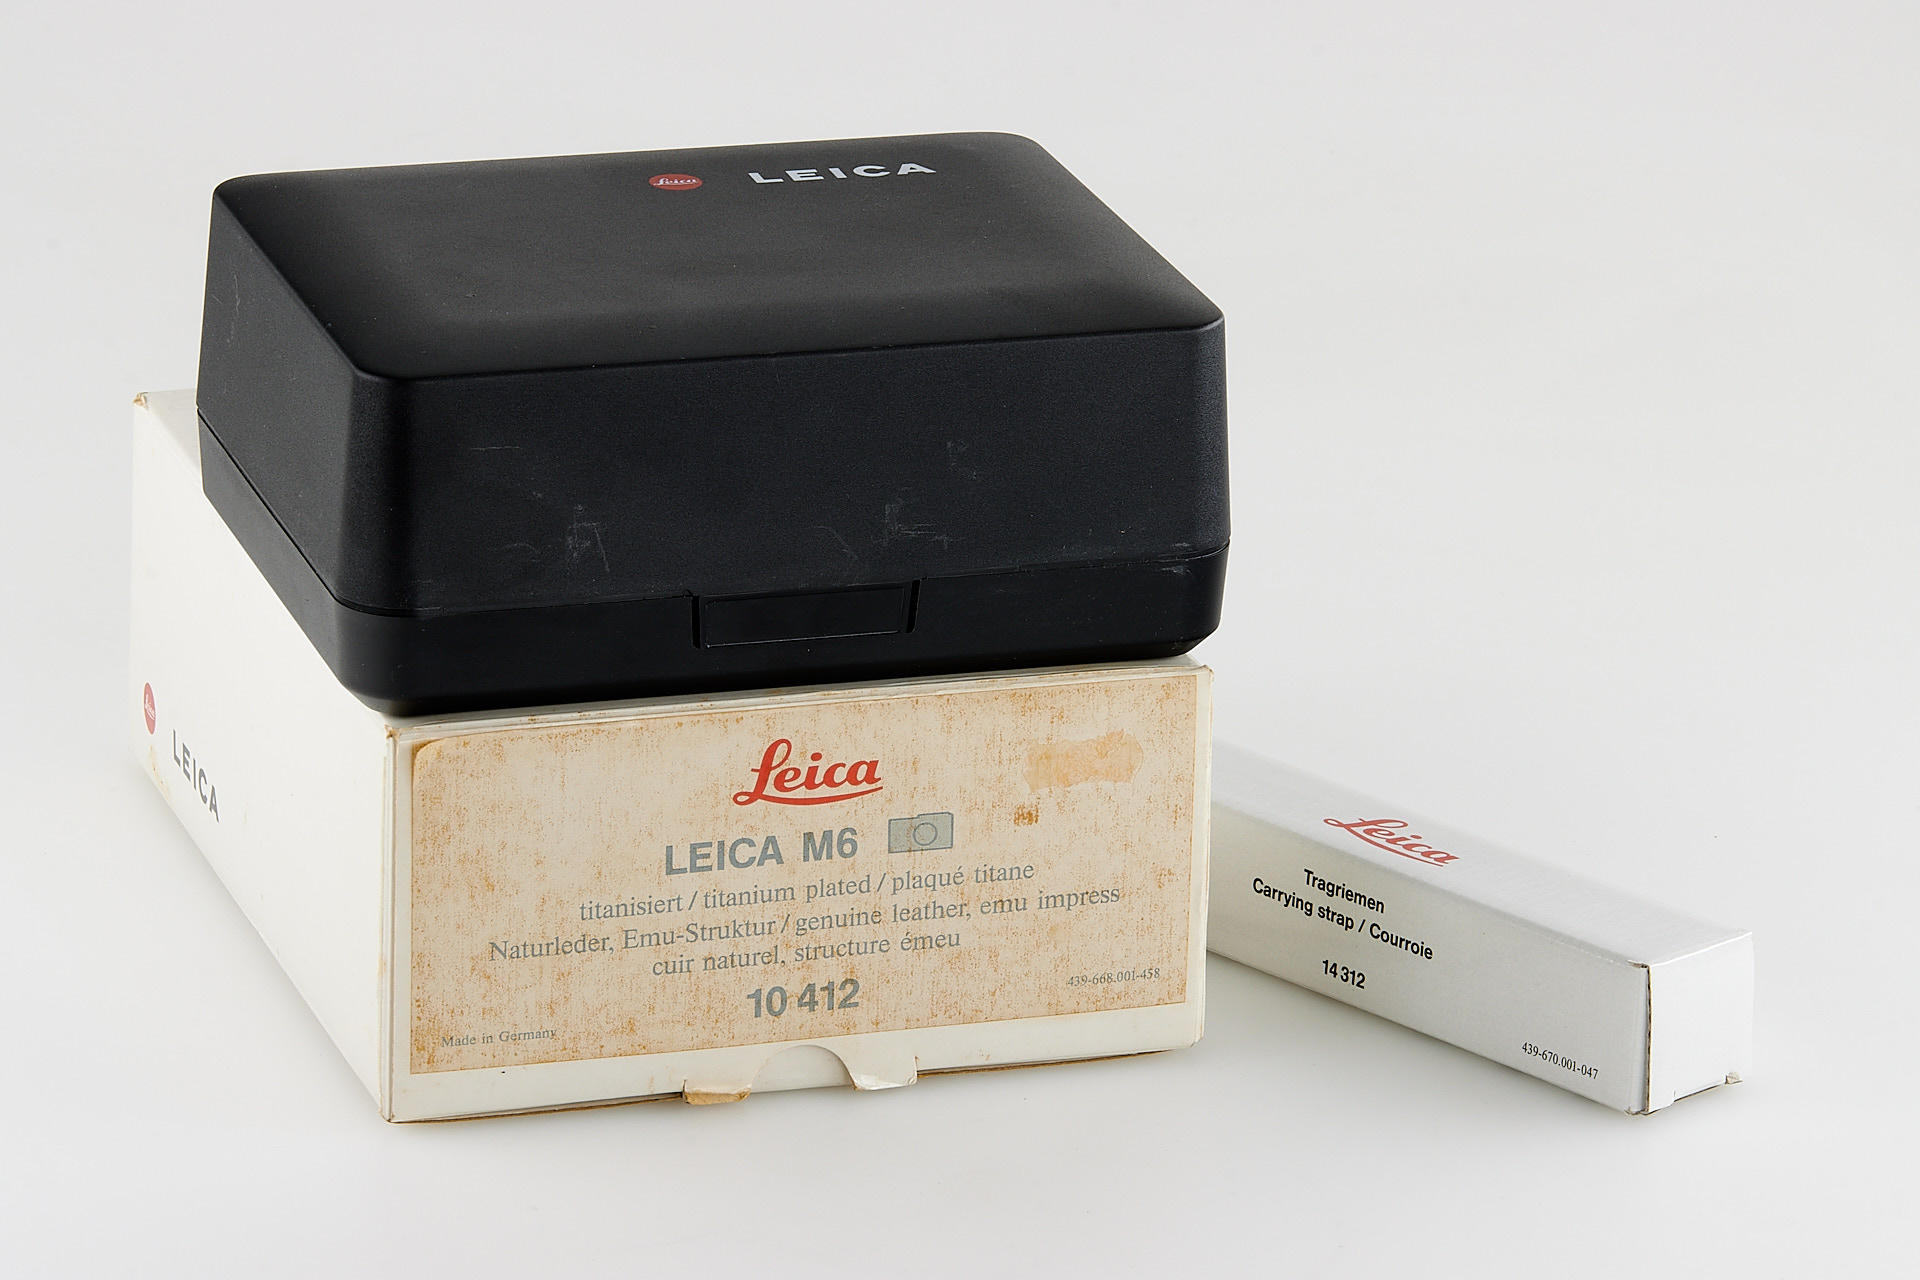 Leica LEICA
Leica
LEICA
Leica
LEICA M6
titanisiert / titanium plated / plaqué titane
Naturleder, Emu-Struktur / genuine leather, emu impress
cuir naturel, structure émeu
10 412
439-668.001-458
Made in Germany
Leica
Tragriemen
Carrying strap / Courroie
14 312
439-670.001-047